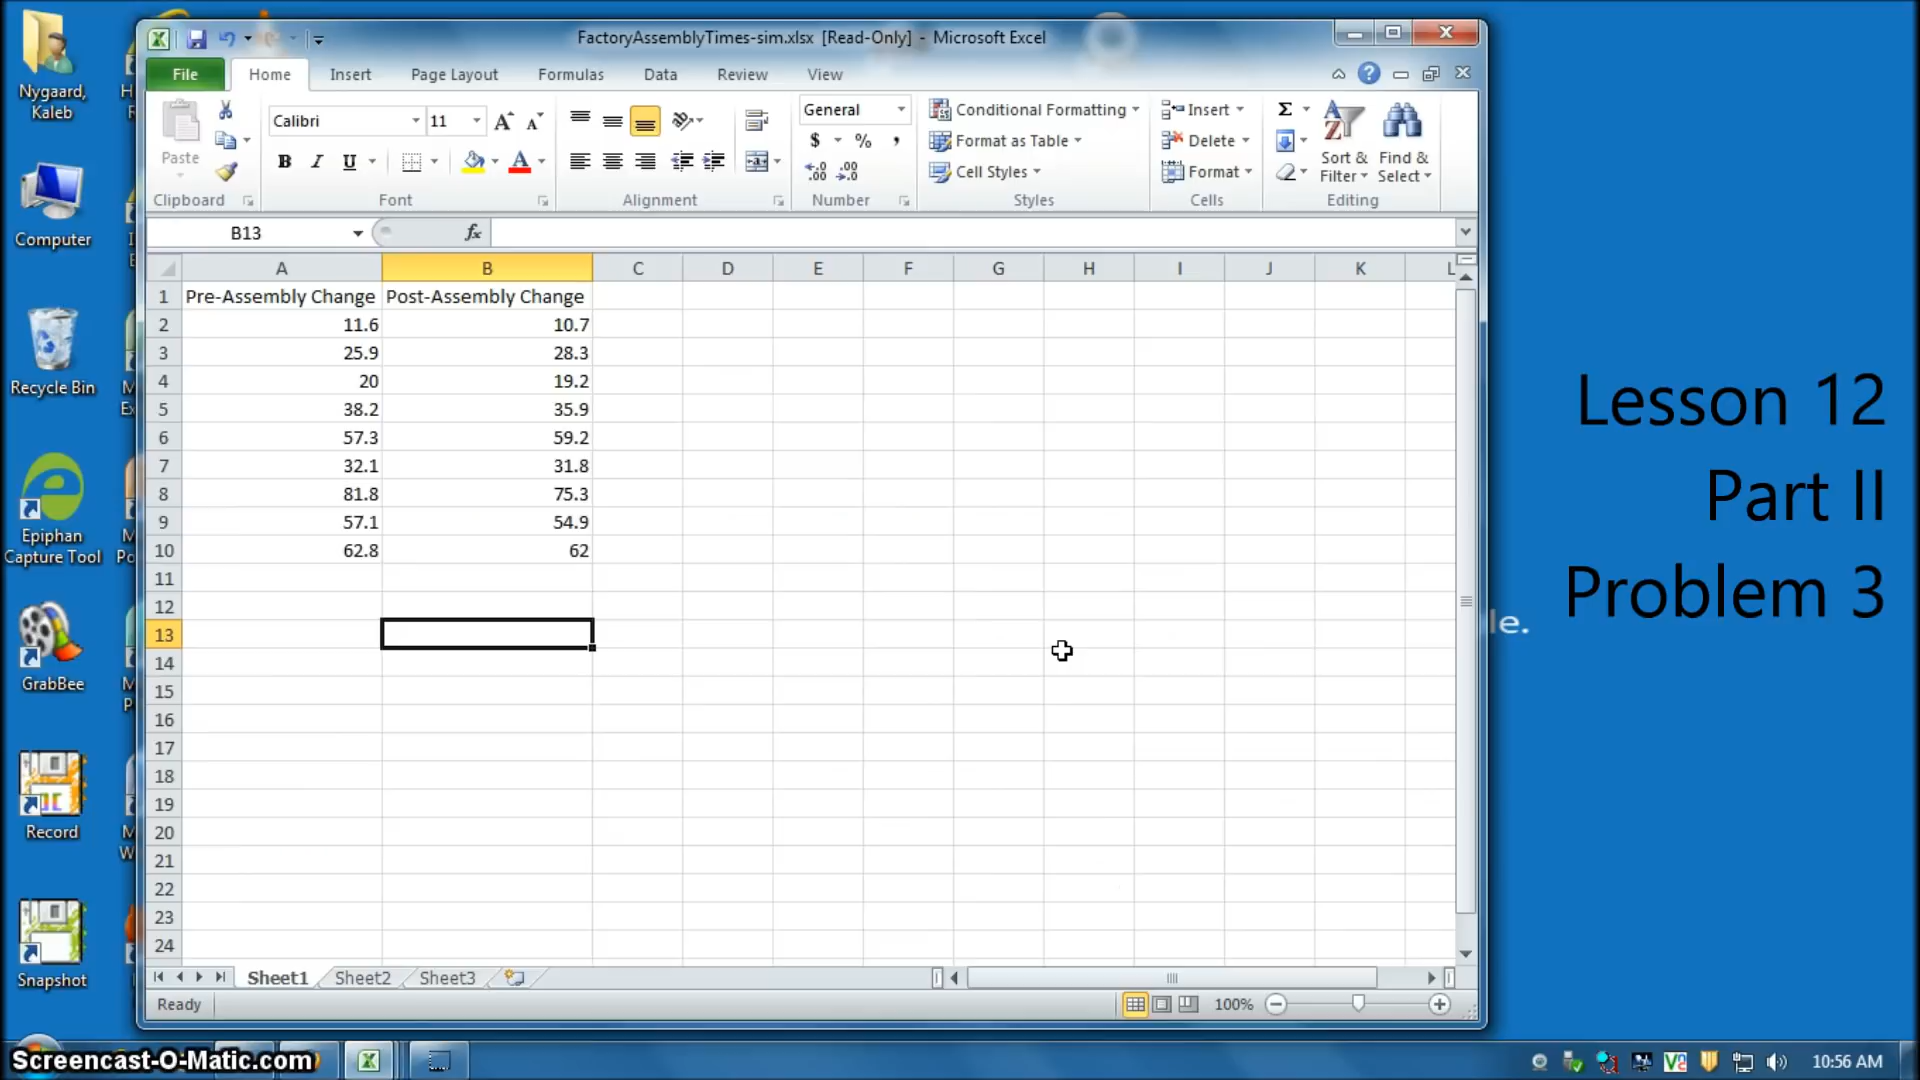 FactoryAssemblyTimes-sim.xlsx [Read-Only] - Microsoft Excel
File Home Insert Page Layout Formulas Data Review View
Calibri 11 General Conditional Formatting Insert
Paste B I U $ % , Format as Table Delete Sort & Filter Find & Select
Cell Styles Format
Clipboard Font Alignment Number Styles Cells Editing
B13 fx
A B C D E F G H I J K L
1 Pre-Assembly Change Post-Assembly Change
2 11.6 10.7
3 25.9 28.3
4 20 19.2
5 38.2 35.9
6 57.3 59.2
7 32.1 31.8
8 81.8 75.3
9 57.1 54.9
10 62.8 62
11
12
13
14
15
16
17
18
19
20
21
22
23
24
Sheet1 Sheet2 Sheet3
Ready 100%
Nygaard,
Kaleb
Computer
Recycle Bin
Epiphan
Capture Tool
GrabBee
Record
Snapshot
Lesson 12
Part II
Problem 3
le.
Screencast-O-Matic.com
10:56 AM